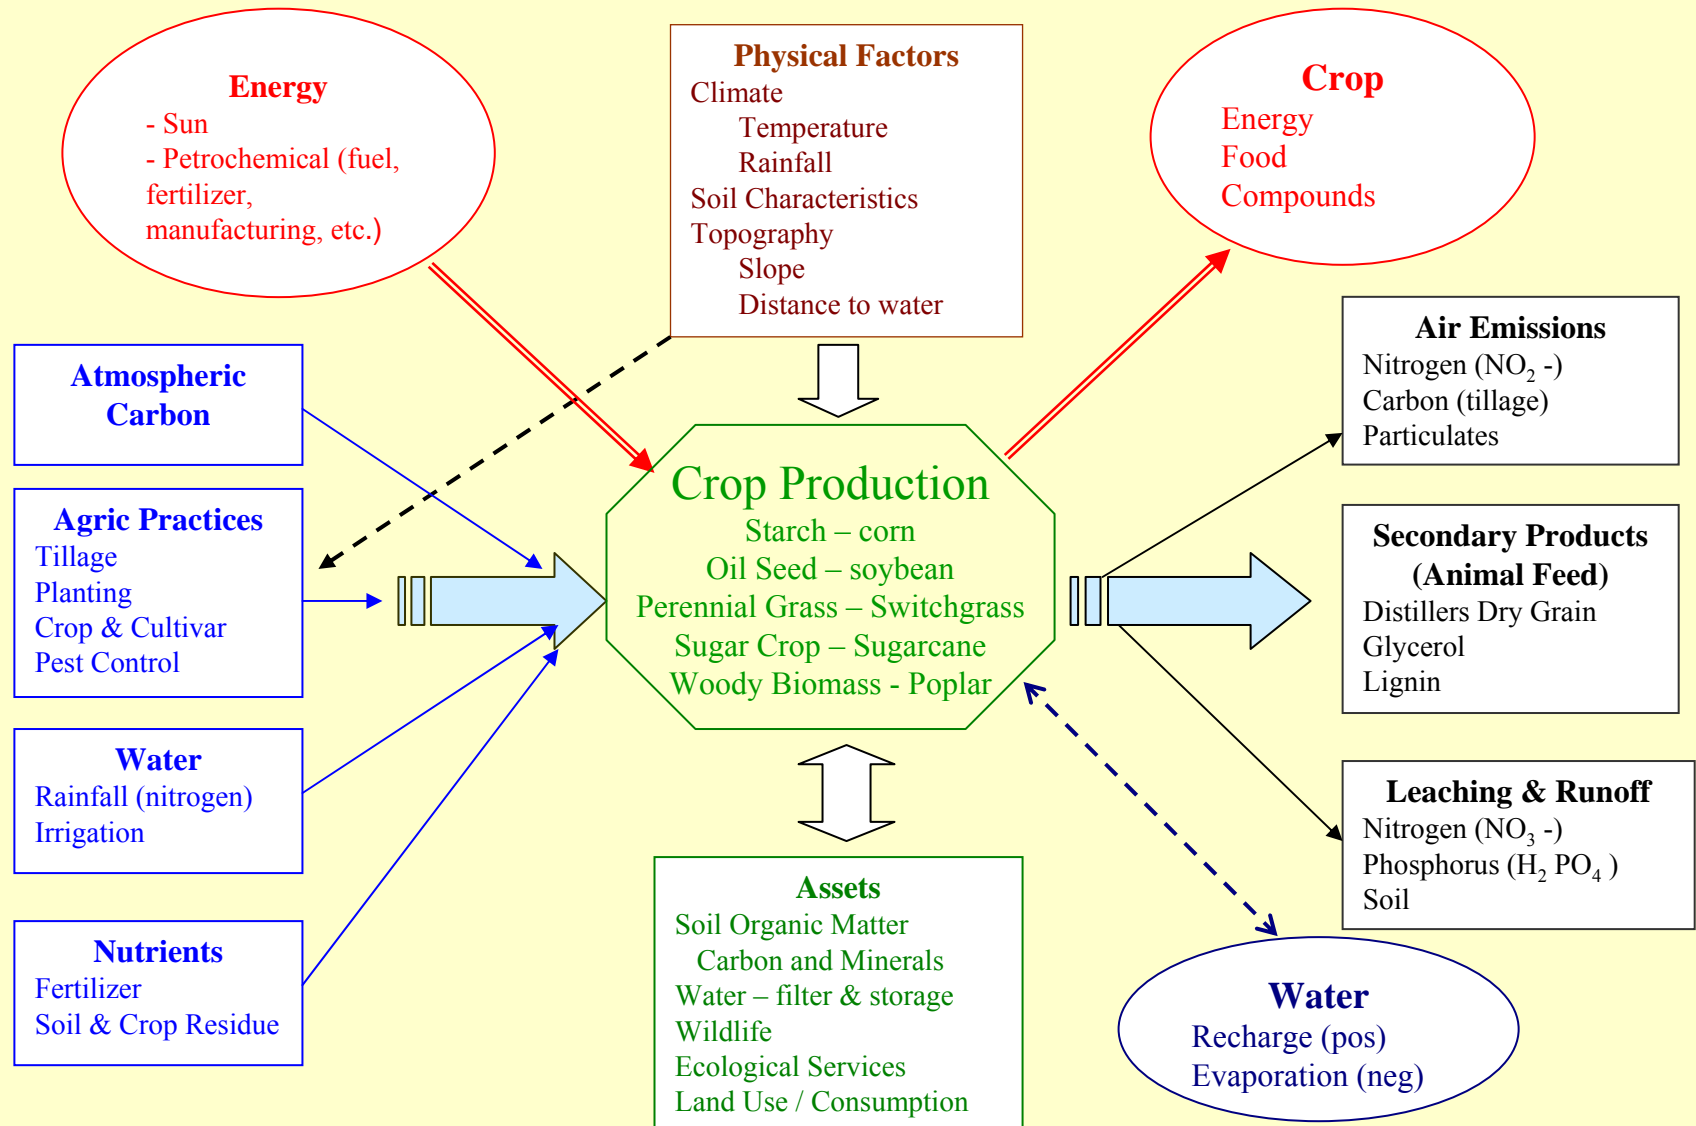 Energy
- Sun
- Petrochemical (fuel,
fertilizer,
manufacturing, etc.)
Physical Factors
Climate
Temperature
Rainfall
Soil Characteristics
Topography
Slope
Distance to water
Crop
Energy
Food
Compounds
Atmospheric
Carbon
Agric Practices
Tillage
Planting
Crop & Cultivar
Pest Control
Water
Rainfall (nitrogen)
Irrigation
Nutrients
Fertilizer
Soil & Crop Residue
Crop Production
Starch – corn
Oil Seed – soybean
Perennial Grass – Switchgrass
Sugar Crop – Sugarcane
Woody Biomass - Poplar
Assets
Soil Organic Matter
Carbon and Minerals
Water – filter & storage
Wildlife
Ecological Services
Land Use / Consumption
Air Emissions
Nitrogen (NO₂ -)
Carbon (tillage)
Particulates
Secondary Products
(Animal Feed)
Distillers Dry Grain
Glycerol
Lignin
Leaching & Runoff
Nitrogen (NO₃ -)
Phosphorus (H₂ PO₄ )
Soil
Water
Recharge (pos)
Evaporation (neg)